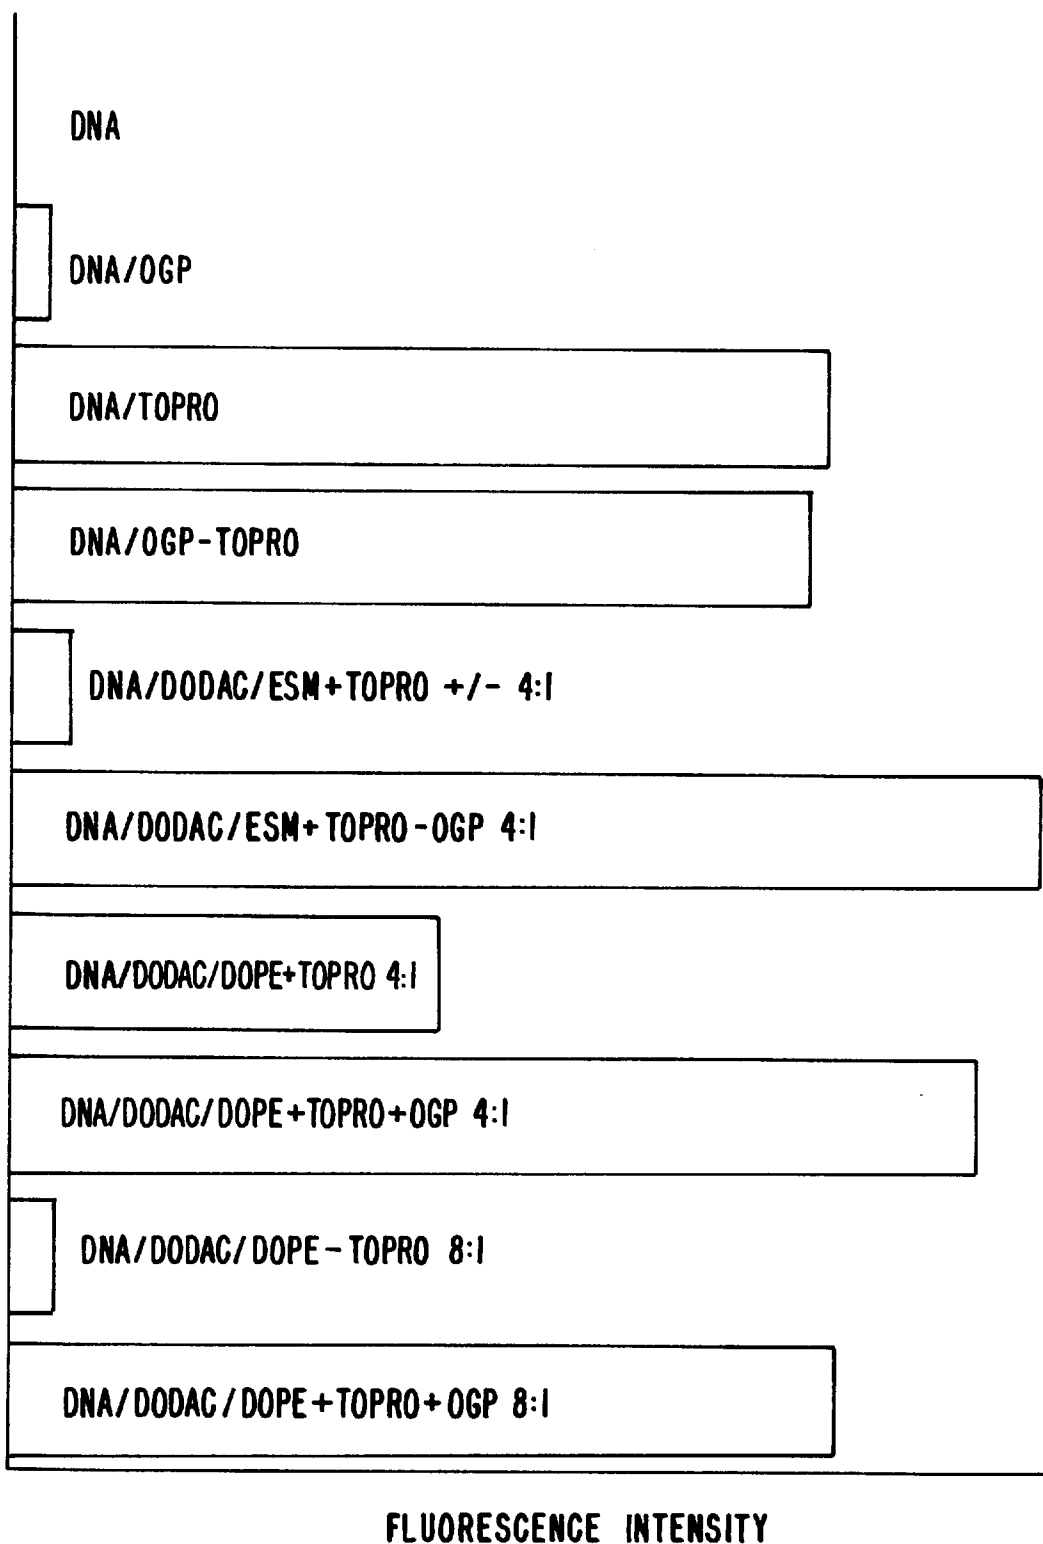 DNA
DNA/OGP
DNA/TOPRO
DNA/OGP-TOPRO
DNA/DODAC/ESM+TOPRO +/- 4:1
DNA/DODAC/ESM+TOPRO-OGP 4:1
DNA/DODAC/DOPE+TOPRO 4:1
DNA/DODAC/DOPE+TOPRO+OGP 4:1
DNA/DODAC/DOPE-TOPRO 8:1
DNA/DODAC/DOPE+TOPRO+OGP 8:1
FLUORESCENCE INTENSITY